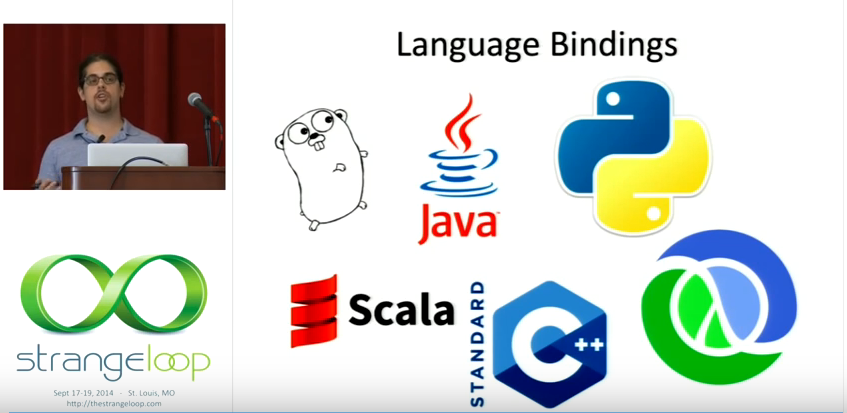 Language Bindings
Java
Scala
STANDARD
C++
strangeloop
Sept 17-19, 2014 - St. Louis, MO
http://thestrangeloop.com